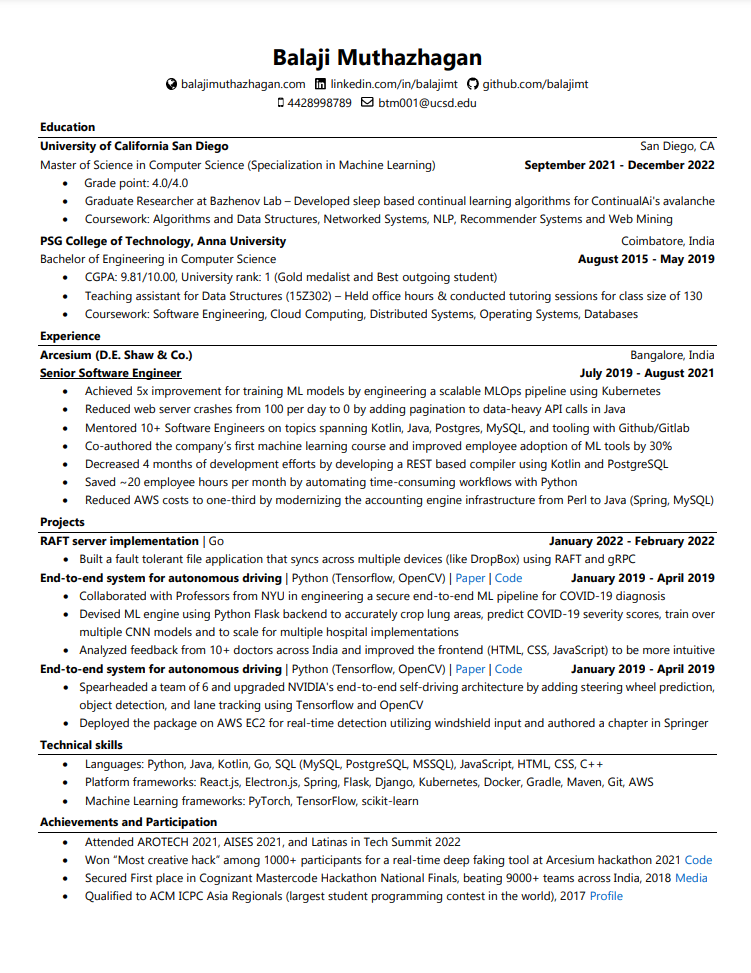 Balaji Muthazhagan
balajimuthazhagan.com linkedin.com/in/balajimt github.com/balajimt
4428998789 btm001@ucsd.edu
Education
University of California San Diego San Diego, CA
Master of Science in Computer Science (Specialization in Machine Learning) September 2021 - December 2022
• Grade point: 4.0/4.0
• Graduate Researcher at Bazhenov Lab – Developed sleep based continual learning algorithms for ContinualAi's avalanche
• Coursework: Algorithms and Data Structures, Networked Systems, NLP, Recommender Systems and Web Mining
PSG College of Technology, Anna University Coimbatore, India
Bachelor of Engineering in Computer Science August 2015 - May 2019
• CGPA: 9.81/10.00, University rank: 1 (Gold medalist and Best outgoing student)
• Teaching assistant for Data Structures (15Z302) – Held office hours & conducted tutoring sessions for class size of 130
• Coursework: Software Engineering, Cloud Computing, Distributed Systems, Operating Systems, Databases
Experience
Arcesium (D.E. Shaw & Co.) Bangalore, India
Senior Software Engineer July 2019 - August 2021
• Achieved 5x improvement for training ML models by engineering a scalable MLOps pipeline using Kubernetes
• Reduced web server crashes from 100 per day to 0 by adding pagination to data-heavy API calls in Java
• Mentored 10+ Software Engineers on topics spanning Kotlin, Java, Postgres, MySQL, and tooling with Github/Gitlab
• Co-authored the company's first machine learning course and improved employee adoption of ML tools by 30%
• Decreased 4 months of development efforts by developing a REST based compiler using Kotlin and PostgreSQL
• Saved ~20 employee hours per month by automating time-consuming workflows with Python
• Reduced AWS costs to one-third by modernizing the accounting engine infrastructure from Perl to Java (Spring, MySQL)
Projects
RAFT server implementation | Go January 2022 - February 2022
• Built a fault tolerant file application that syncs across multiple devices (like DropBox) using RAFT and gRPC
End-to-end system for autonomous driving | Python (Tensorflow, OpenCV) | Paper | Code January 2019 - April 2019
• Collaborated with Professors from NYU in engineering a secure end-to-end ML pipeline for COVID-19 diagnosis
• Devised ML engine using Python Flask backend to accurately crop lung areas, predict COVID-19 severity scores, train over
multiple CNN models and to scale for multiple hospital implementations
• Analyzed feedback from 10+ doctors across India and improved the frontend (HTML, CSS, JavaScript) to be more intuitive
End-to-end system for autonomous driving | Python (Tensorflow, OpenCV) | Paper | Code January 2019 - April 2019
• Spearheaded a team of 6 and upgraded NVIDIA's end-to-end self-driving architecture by adding steering wheel prediction,
object detection, and lane tracking using Tensorflow and OpenCV
• Deployed the package on AWS EC2 for real-time detection utilizing windshield input and authored a chapter in Springer
Technical skills
• Languages: Python, Java, Kotlin, Go, SQL (MySQL, PostgreSQL, MSSQL), JavaScript, HTML, CSS, C++
• Platform frameworks: React.js, Electron.js, Spring, Flask, Django, Kubernetes, Docker, Gradle, Maven, Git, AWS
• Machine Learning frameworks: PyTorch, TensorFlow, scikit-learn
Achievements and Participation
• Attended AROTECH 2021, AISES 2021, and Latinas in Tech Summit 2022
• Won “Most creative hack” among 1000+ participants for a real-time deep faking tool at Arcesium hackathon 2021 Code
• Secured First place in Cognizant Mastercode Hackathon National Finals, beating 9000+ teams across India, 2018 Media
• Qualified to ACM ICPC Asia Regionals (largest student programming contest in the world), 2017 Profile